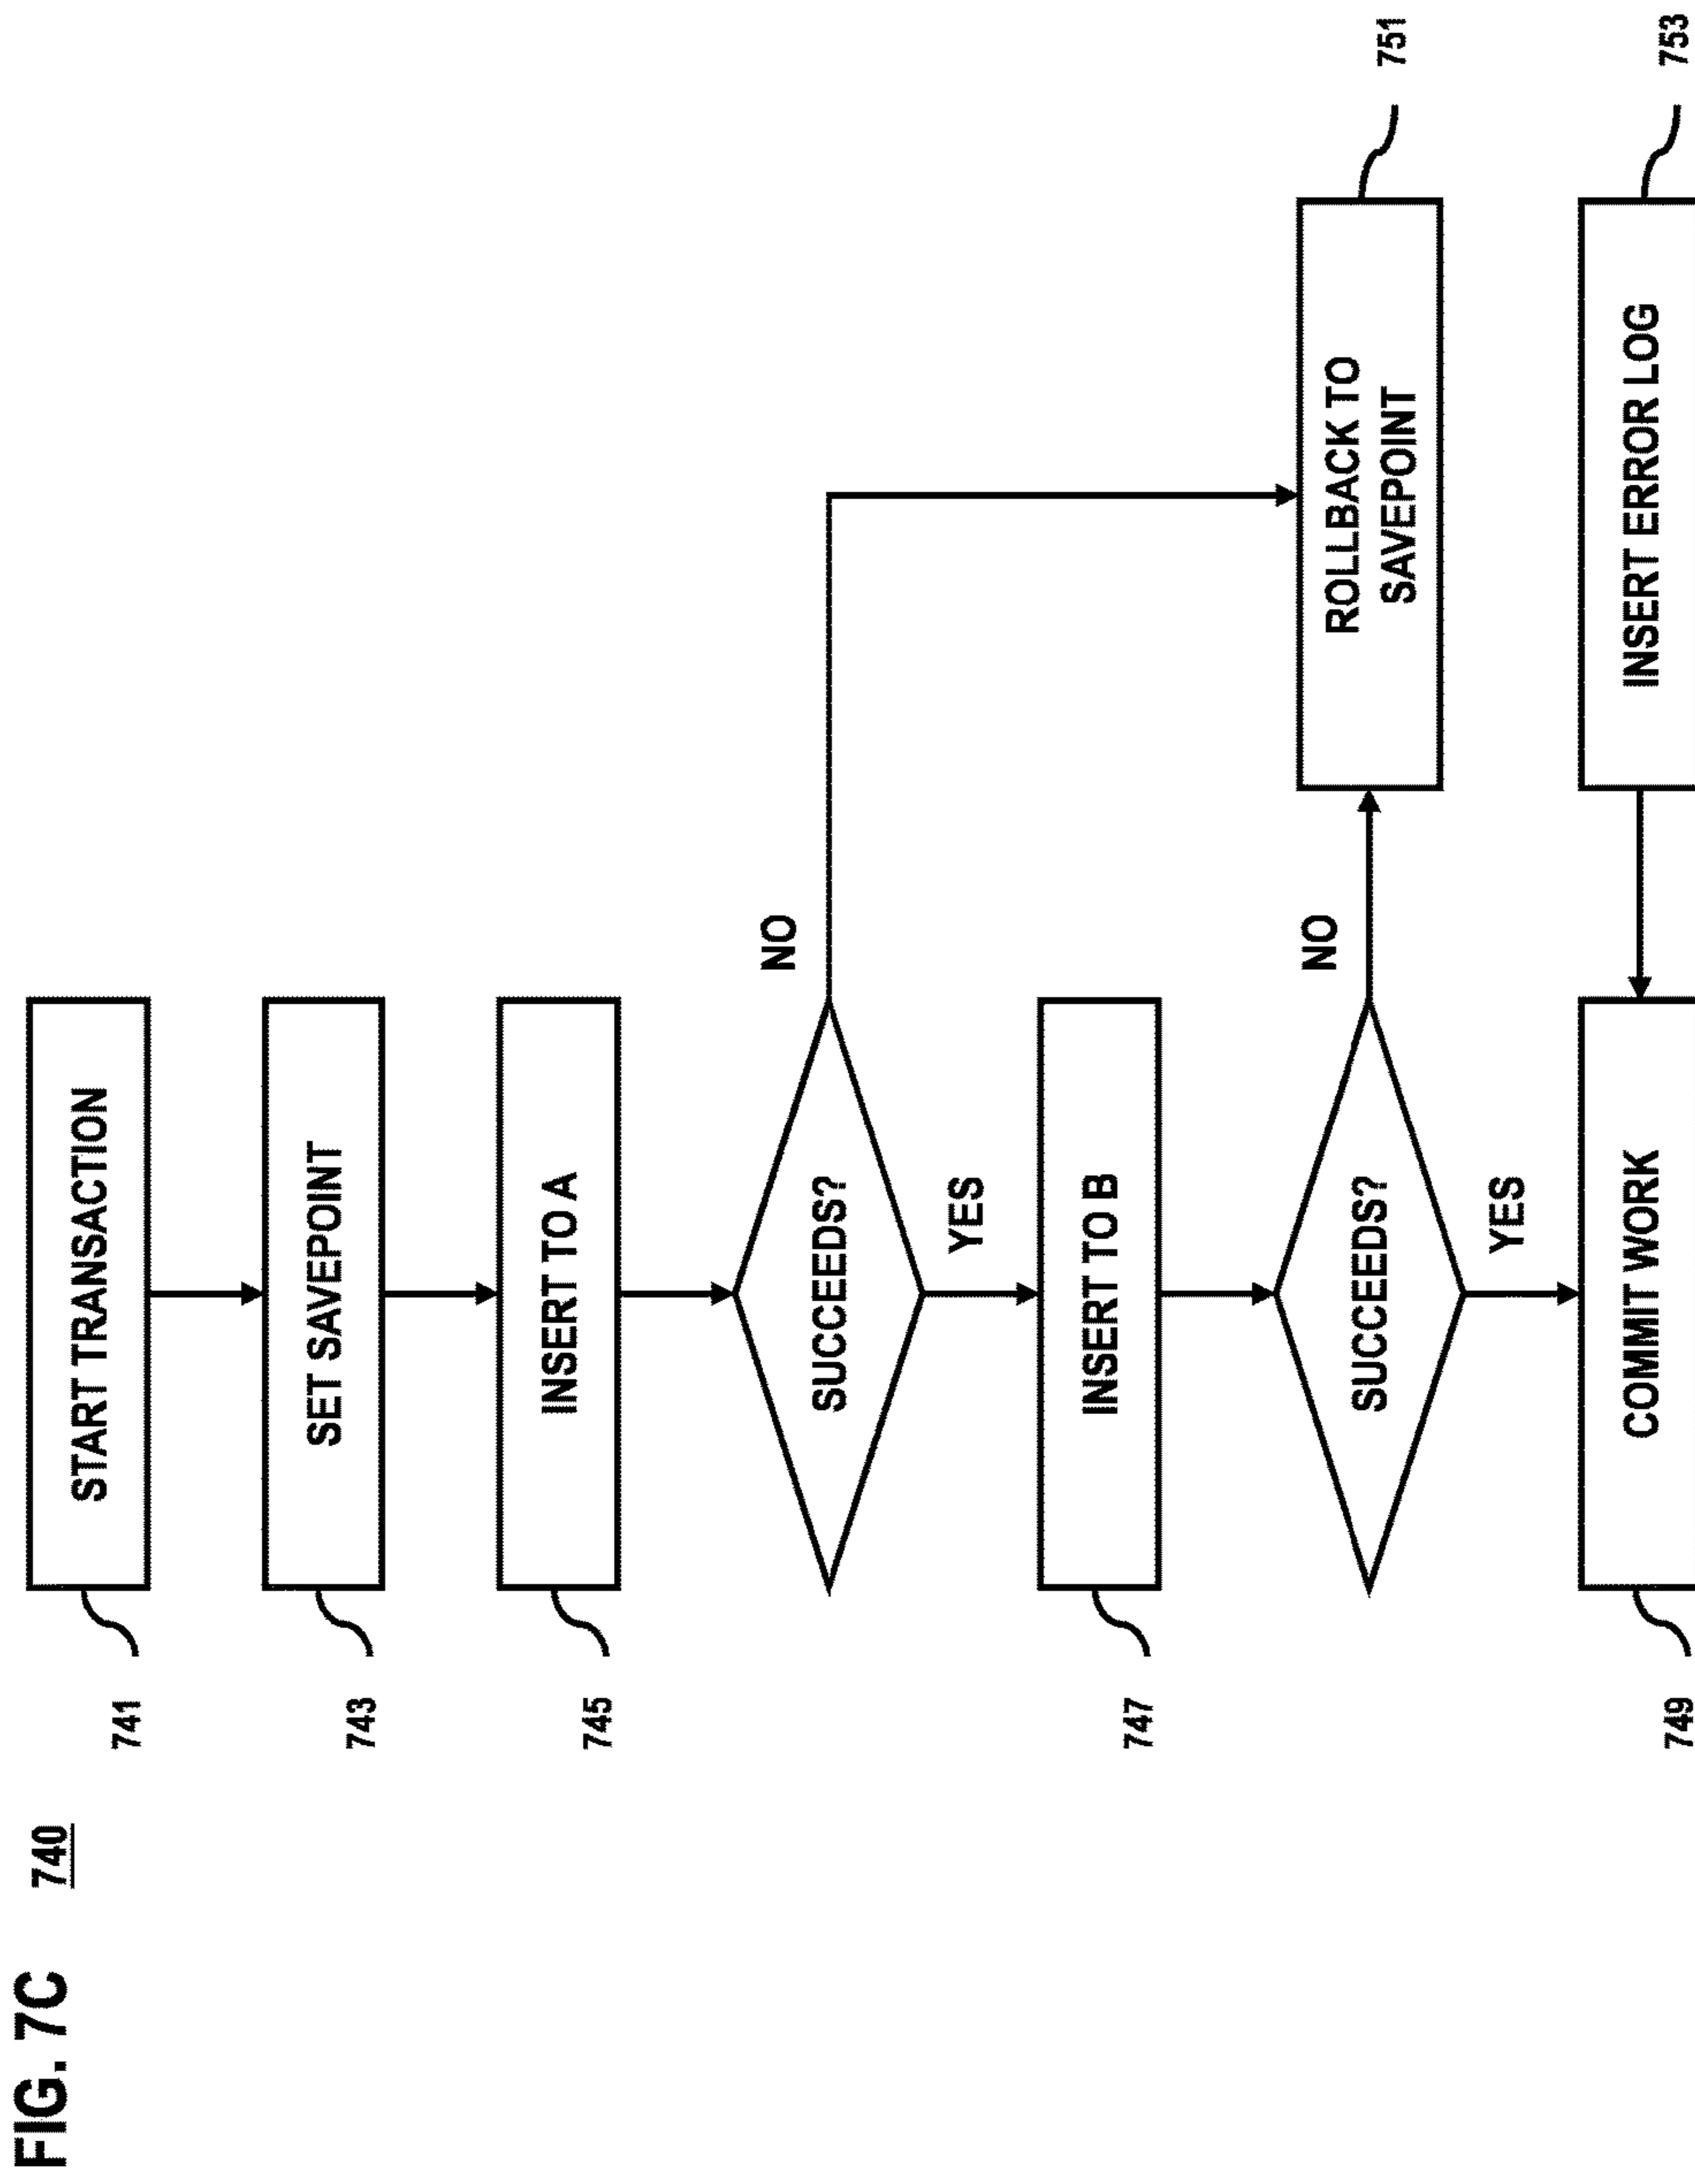 FIG. 7C
740
741
START TRANSACTION
743
SET SAVEPOINT
745
INSERT TO A
SUCCEEDS?
NO
YES
747
INSERT TO B
SUCCEEDS?
NO
YES
751
ROLLBACK TO
SAVEPOINT
749
COMMIT WORK
INSERT ERROR LOG
753